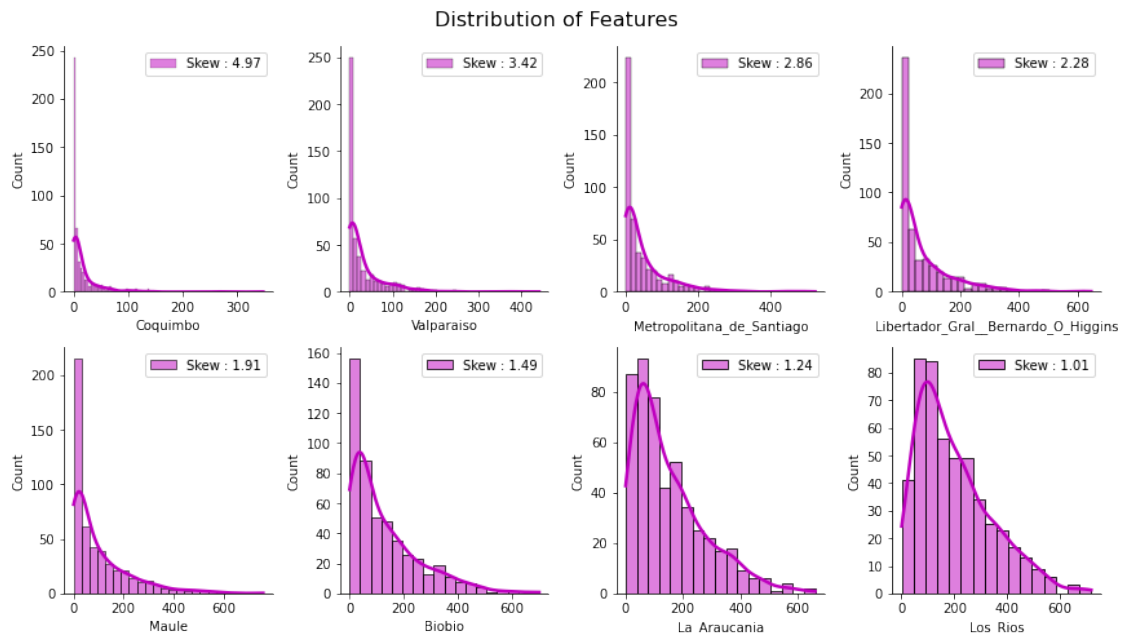 Distribution of Features
250
200
150
100
50
0
Count
Skew : 4.97
0 100 200 300
Coquimbo
250
200
150
100
50
0
Count
Skew : 3.42
0 100 200 300 400
Valparaiso
200
150
100
50
0
Count
Skew : 2.86
0 200 400
Metropolitana_de_Santiago
200
150
100
50
0
Count
Skew : 2.28
0 200 400 600
Libertador_Gral__Bernardo_O_Higgins
200
150
100
50
0
Count
Skew : 1.91
0 200 400 600
Maule
160
140
120
100
80
60
40
20
0
Count
Skew : 1.49
0 200 400 600
Biobio
80
60
40
20
0
Count
Skew : 1.24
0 200 400 600
La_Araucania
80
70
60
50
40
30
20
10
0
Count
Skew : 1.01
0 200 400 600
Los_Rios